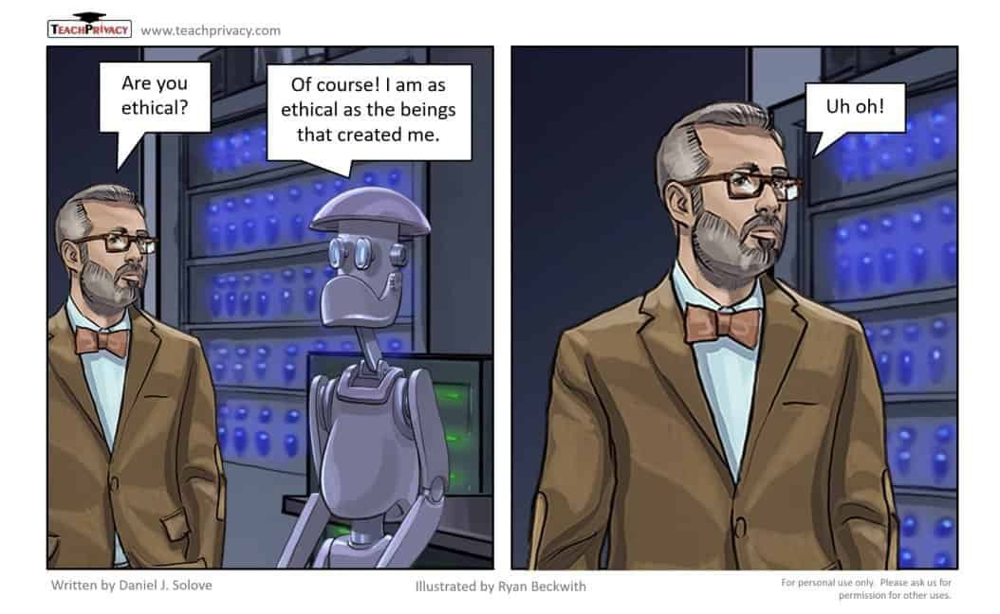 TEACHPRIVACY www.teachprivacy.com
Are you
ethical?
Of course! I am as
ethical as the beings
that created me.
Uh oh!
Written by Daniel J. Solove
Illustrated by Ryan Beckwith
For personal use only. Please ask us for
permission for other uses.